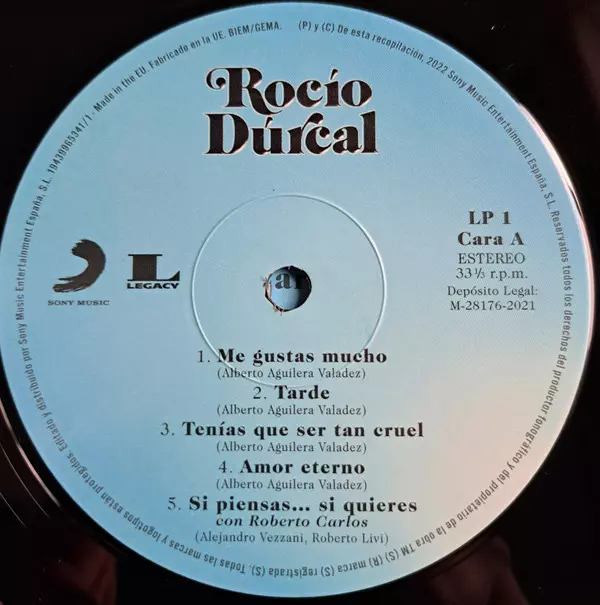 Rocío
Dúrcal
LP 1
Cara A
ESTEREO
33⅓ r.p.m.
Depósito Legal:
M-28176-2021
SONY MUSIC
L
LEGACY
1. Me gustas mucho
(Alberto Aguilera Valadez)
2. Tarde
(Alberto Aguilera Valadez)
3. Tenías que ser tan cruel
(Alberto Aguilera Valadez)
4. Amor eterno
(Alberto Aguilera Valadez)
5. Si piensas... si quieres
con Roberto Carlos
(Alejandro Vezzani, Roberto Livi)
19439965341/1 · Made in the EU. Fabricado en la UE. BIEM/GEMA. (P) y (C) De esta recopilación, 2022 Sony Music Entertainment España, S.L. Reservados todos los derechos del productor fonográfico y del propietario de la obra TM (S) (R) marca (S) registrada (S). Todas las marcas y logotipos están protegidos. Editado y distribuido por Sony Music Entertainment España, S.L.